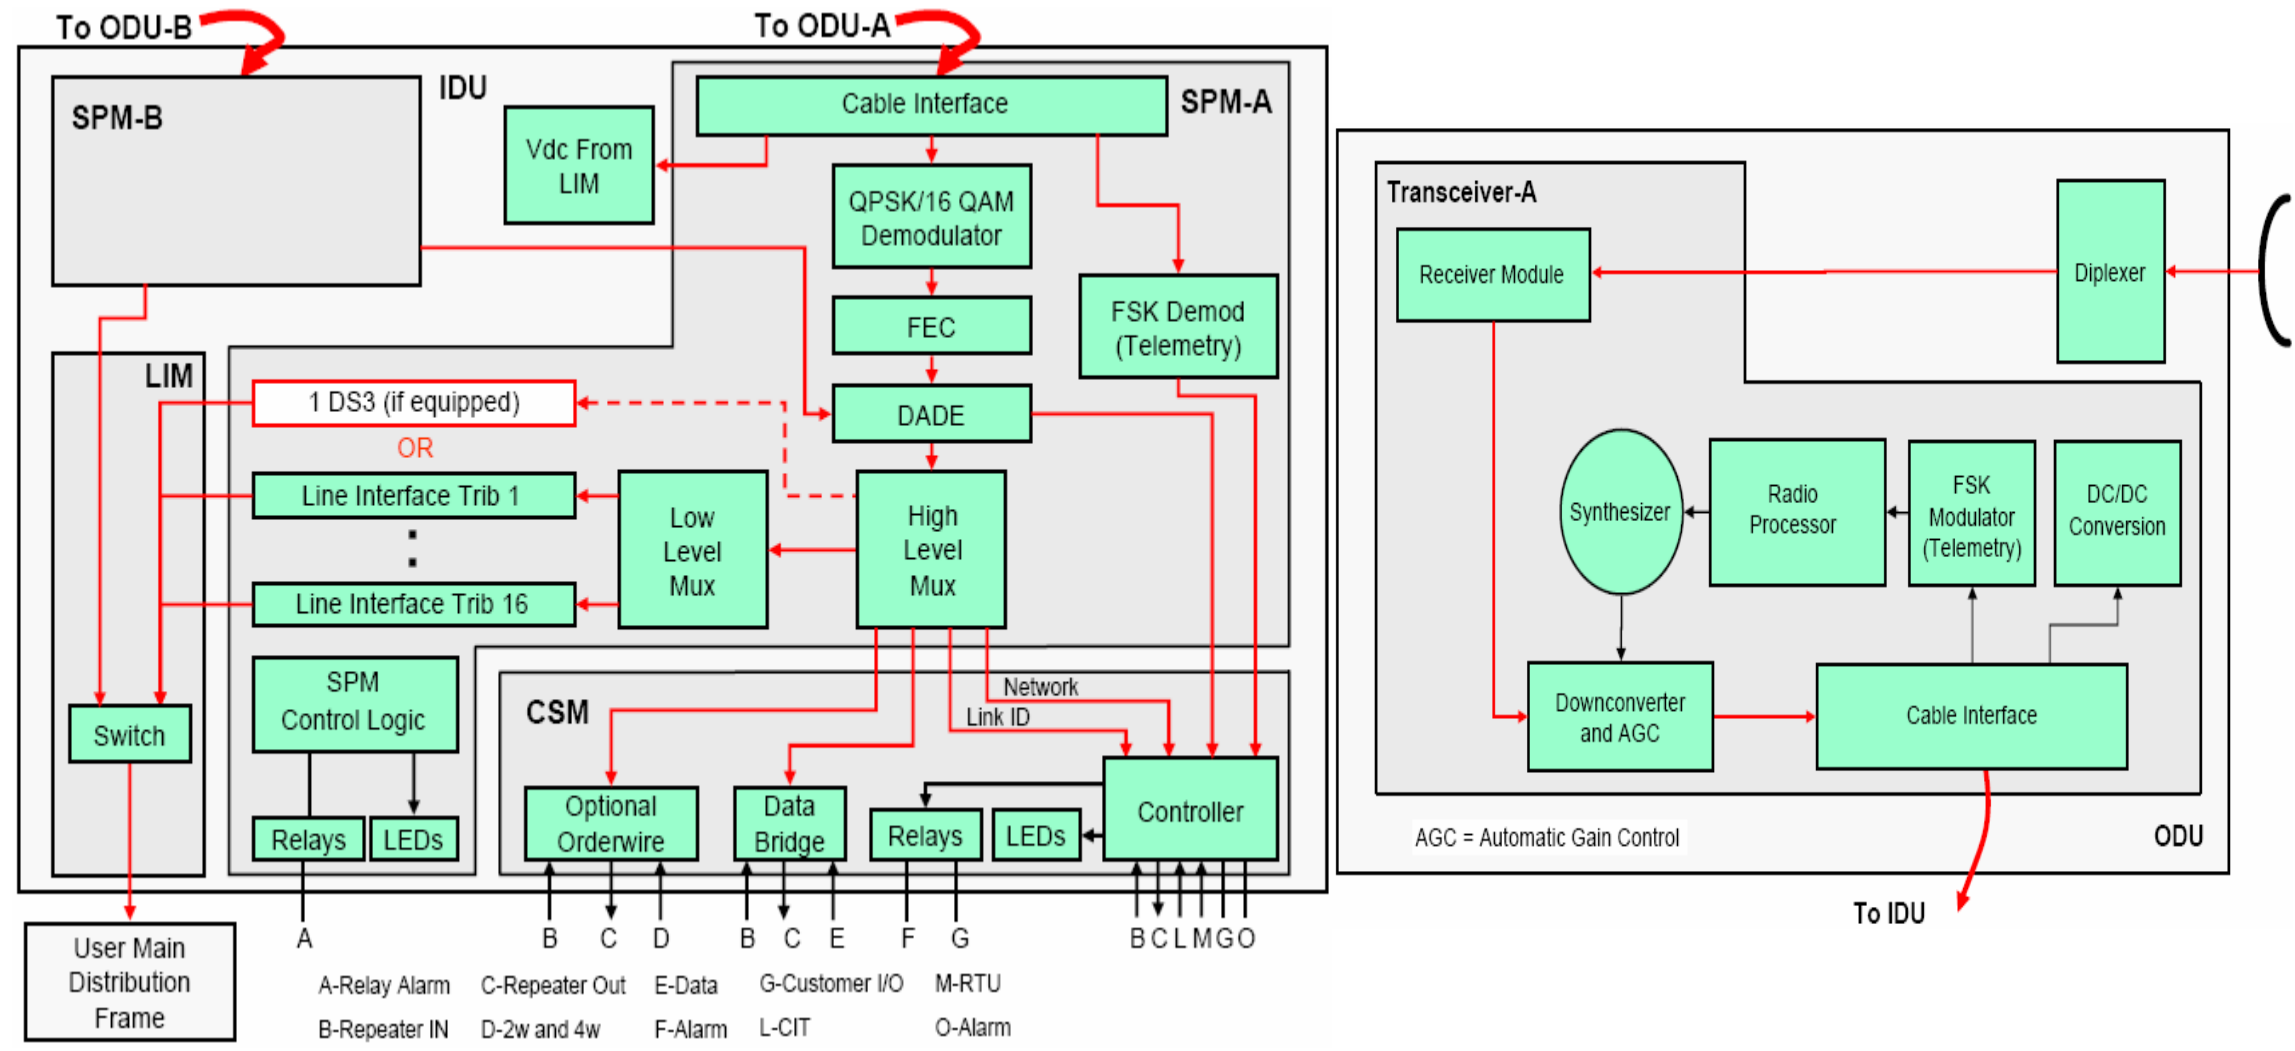 To ODU-B
To ODU-A
IDU
SPM-B
SPM-A
Cable Interface
Vdc From
LIM
QPSK/16 QAM
Demodulator
FEC
FSK Demod
(Telemetry)
DADE
LIM
1 DS3 (if equipped)
OR
Line Interface Trib 1
Line Interface Trib 16
Low
Level
Mux
High
Level
Mux
SPM
Control Logic
Relays
LEDs
Switch
CSM
Network
Link ID
Optional
Orderwire
Data
Bridge
Relays
LEDs
Controller
A
B
C
D
B
C
E
F
G
B
C
L
M
G
O
User Main
Distribution
Frame
A-Relay Alarm
C-Repeater Out
E-Data
G-Customer I/O
M-RTU
B-Repeater IN
D-2w and 4w
F-Alarm
L-CIT
O-Alarm
Transceiver-A
Receiver Module
Diplexer
Synthesizer
Radio
Processor
FSK
Modulator
(Telemetry)
DC/DC
Conversion
Downconverter
and AGC
Cable Interface
AGC = Automatic Gain Control
ODU
To IDU